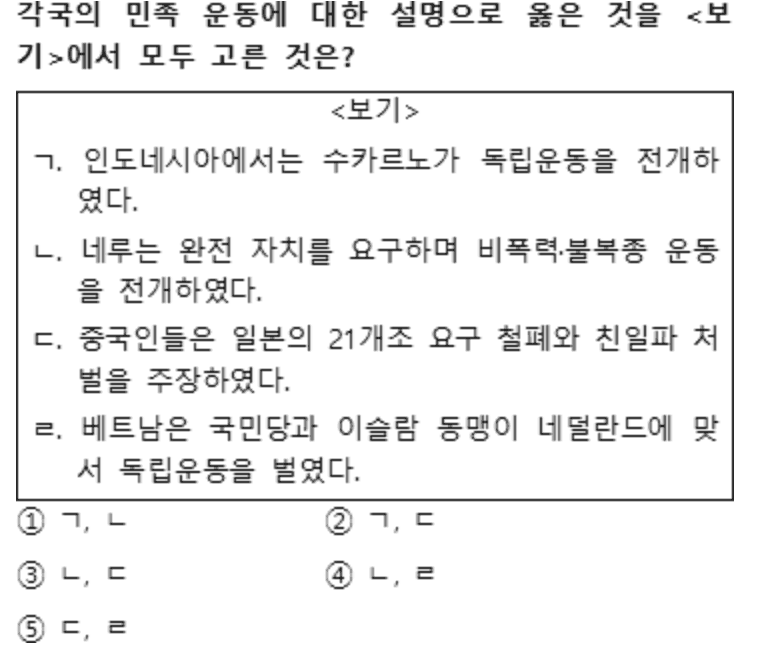 각국의 민족 운동에 대한 설명으로 옳은 것을 <보
기>에서 모두 고른 것은?
<보기>
ㄱ. 인도네시아에서는 수카르노가 독립운동을 전개하
였다.
ㄴ. 네루는 완전 자치를 요구하며 비폭력·불복종 운동
을 전개하였다.
ㄷ. 중국인들은 일본의 21개조 요구 철폐와 친일파 처
벌을 주장하였다.
ㄹ. 베트남은 국민당과 이슬람 동맹이 네덜란드에 맞
서 독립운동을 벌였다.
① ㄱ, ㄴ ② ㄱ, ㄷ
③ ㄴ, ㄷ ④ ㄴ, ㄹ
⑤ ㄷ, ㄹ